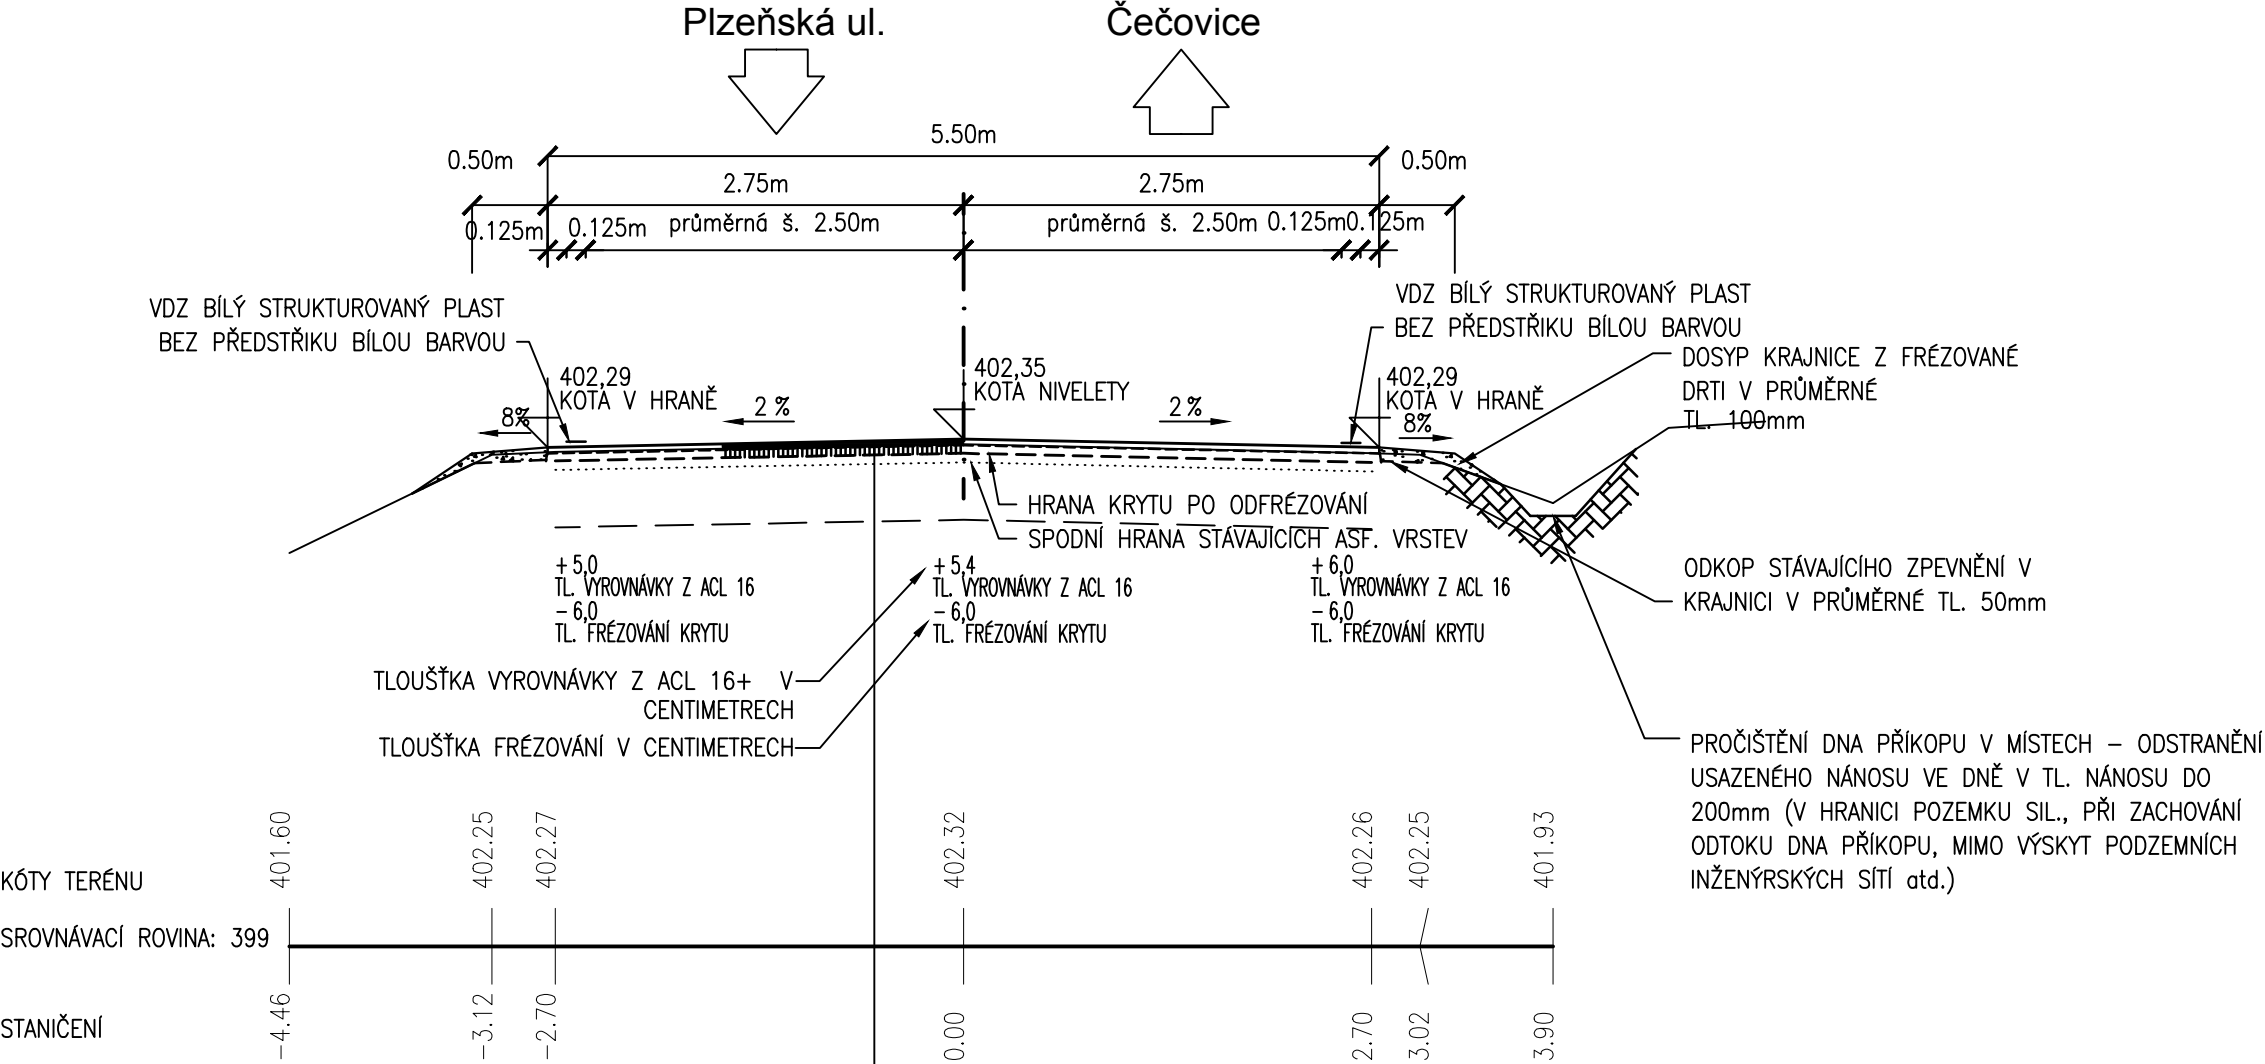 Plzeňská ul.
Čečovice
5.50m
0.50m
0.50m
2.75m
2.75m
0.125m
0.125m
průměrná š. 2.50m
průměrná š. 2.50m
0.125m
0.125m
VDZ BÍLÝ STRUKTUROVANÝ PLAST
BEZ PŘEDSTŘIKU BÍLOU BARVOU
VDZ BÍLÝ STRUKTUROVANÝ PLAST
BEZ PŘEDSTŘIKU BÍLOU BARVOU
DOSYP KRAJNICE Z FRÉZOVANÉ
DRTI V PRŮMĚRNÉ
TL. 100mm
402,29
KOTA V HRANĚ
402,35
KOTA NIVELETY
402,29
KOTA V HRANĚ
8%
2%
2%
8%
HRANA KRYTU PO ODFRÉZOVÁNÍ
SPODNÍ HRANA STÁVAJÍCÍCH ASF. VRSTEV
+5,0
TL. VYROVNÁVKY Z ACL 16
-6,0
TL. FRÉZOVÁNÍ KRYTU
+5,4
TL. VYROVNÁVKY Z ACL 16
-6,0
TL. FRÉZOVÁNÍ KRYTU
+6,0
TL. VYROVNÁVKY Z ACL 16
-6,0
TL. FRÉZOVÁNÍ KRYTU
ODKOP STÁVAJÍCÍHO ZPEVNĚNÍ V
KRAJNICI V PRŮMĚRNÉ TL. 50mm
TLOUŠŤKA VYROVNÁVKY Z ACL 16+ V
CENTIMETRECH
TLOUŠŤKA FRÉZOVÁNÍ V CENTIMETRECH
PROČIŠTĚNÍ DNA PŘÍKOPU V MÍSTECH – ODSTRANĚNÍ
USAZENÉHO NÁNOSU VE DNĚ V TL. NÁNOSU DO
200mm (V HRANICI POZEMKU SIL., PŘI ZACHOVÁNÍ
ODTOKU DNA PŘÍKOPU, MIMO VÝSKYT PODZEMNÍCH
INŽENÝRSKÝCH SÍTÍ atd.)
KÓTY TERÉNU
401.60
402.25
402.27
402.32
402.26
402.25
401.93
SROVNÁVACÍ ROVINA: 399
STANIČENÍ
-4.46
-3.12
-2.70
0.00
2.70
3.02
3.90